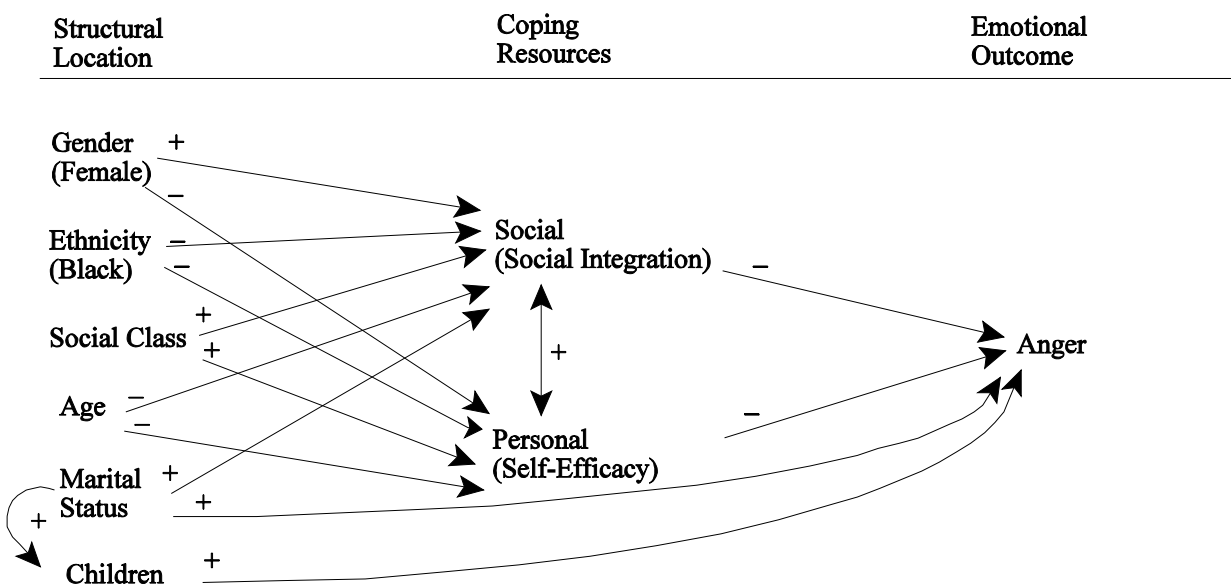 Structural
Location
Coping
Resources
Emotional
Outcome
Gender
(Female)
+
−
Ethnicity
(Black)
−
−
Social Class
+
+
Age
−
−
Marital
Status
+
+
+
Children
+
Social
(Social Integration)
−
+
Personal
(Self-Efficacy)
−
Anger